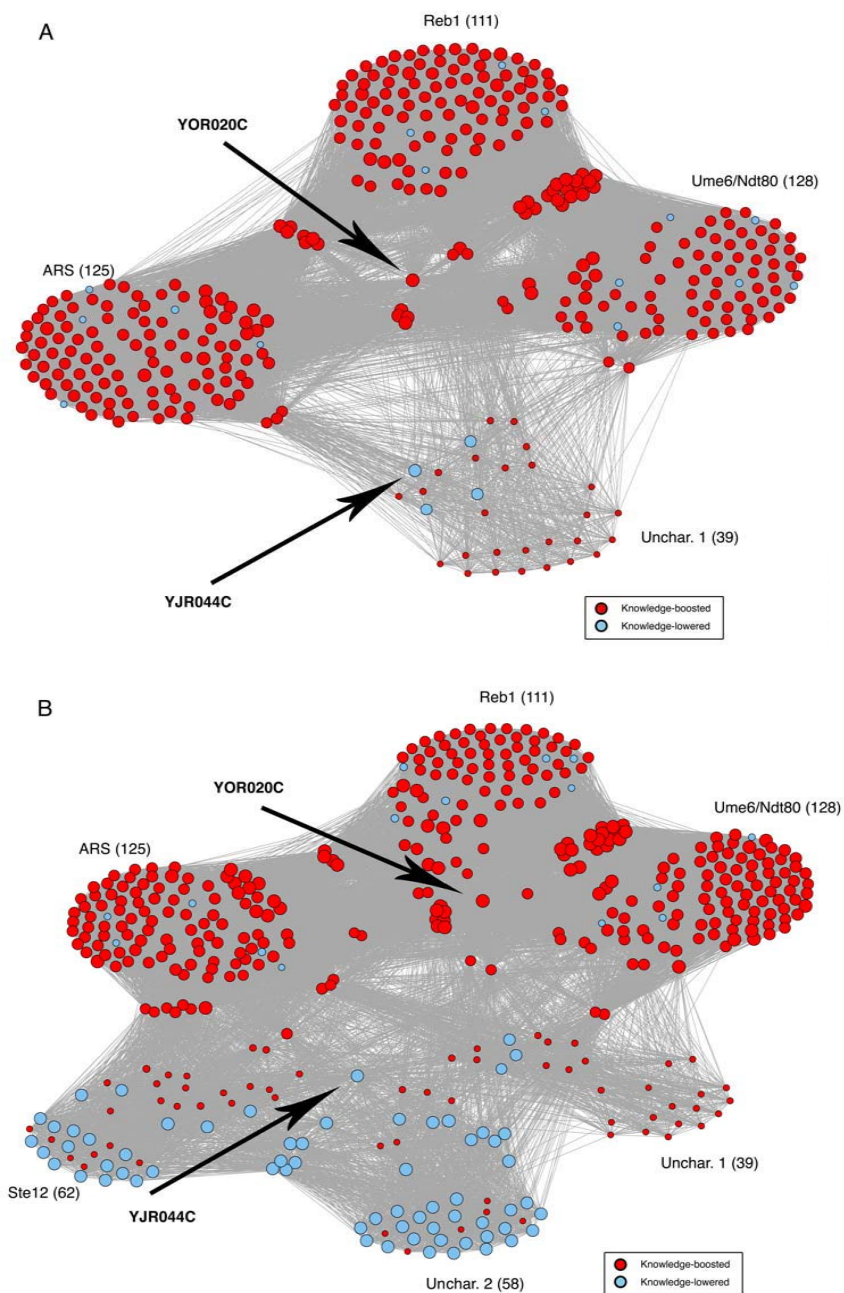 A
Reb1 (111)
YOR020C
Ume6/Ndt80 (128)
ARS (125)
Unchar. 1 (39)
YJR044C
Knowledge-boosted
Knowledge-lowered
B
Reb1 (111)
YOR020C
Ume6/Ndt80 (128)
ARS (125)
Unchar. 1 (39)
Ste12 (62)
YJR044C
Unchar. 2 (58)
Knowledge-boosted
Knowledge-lowered